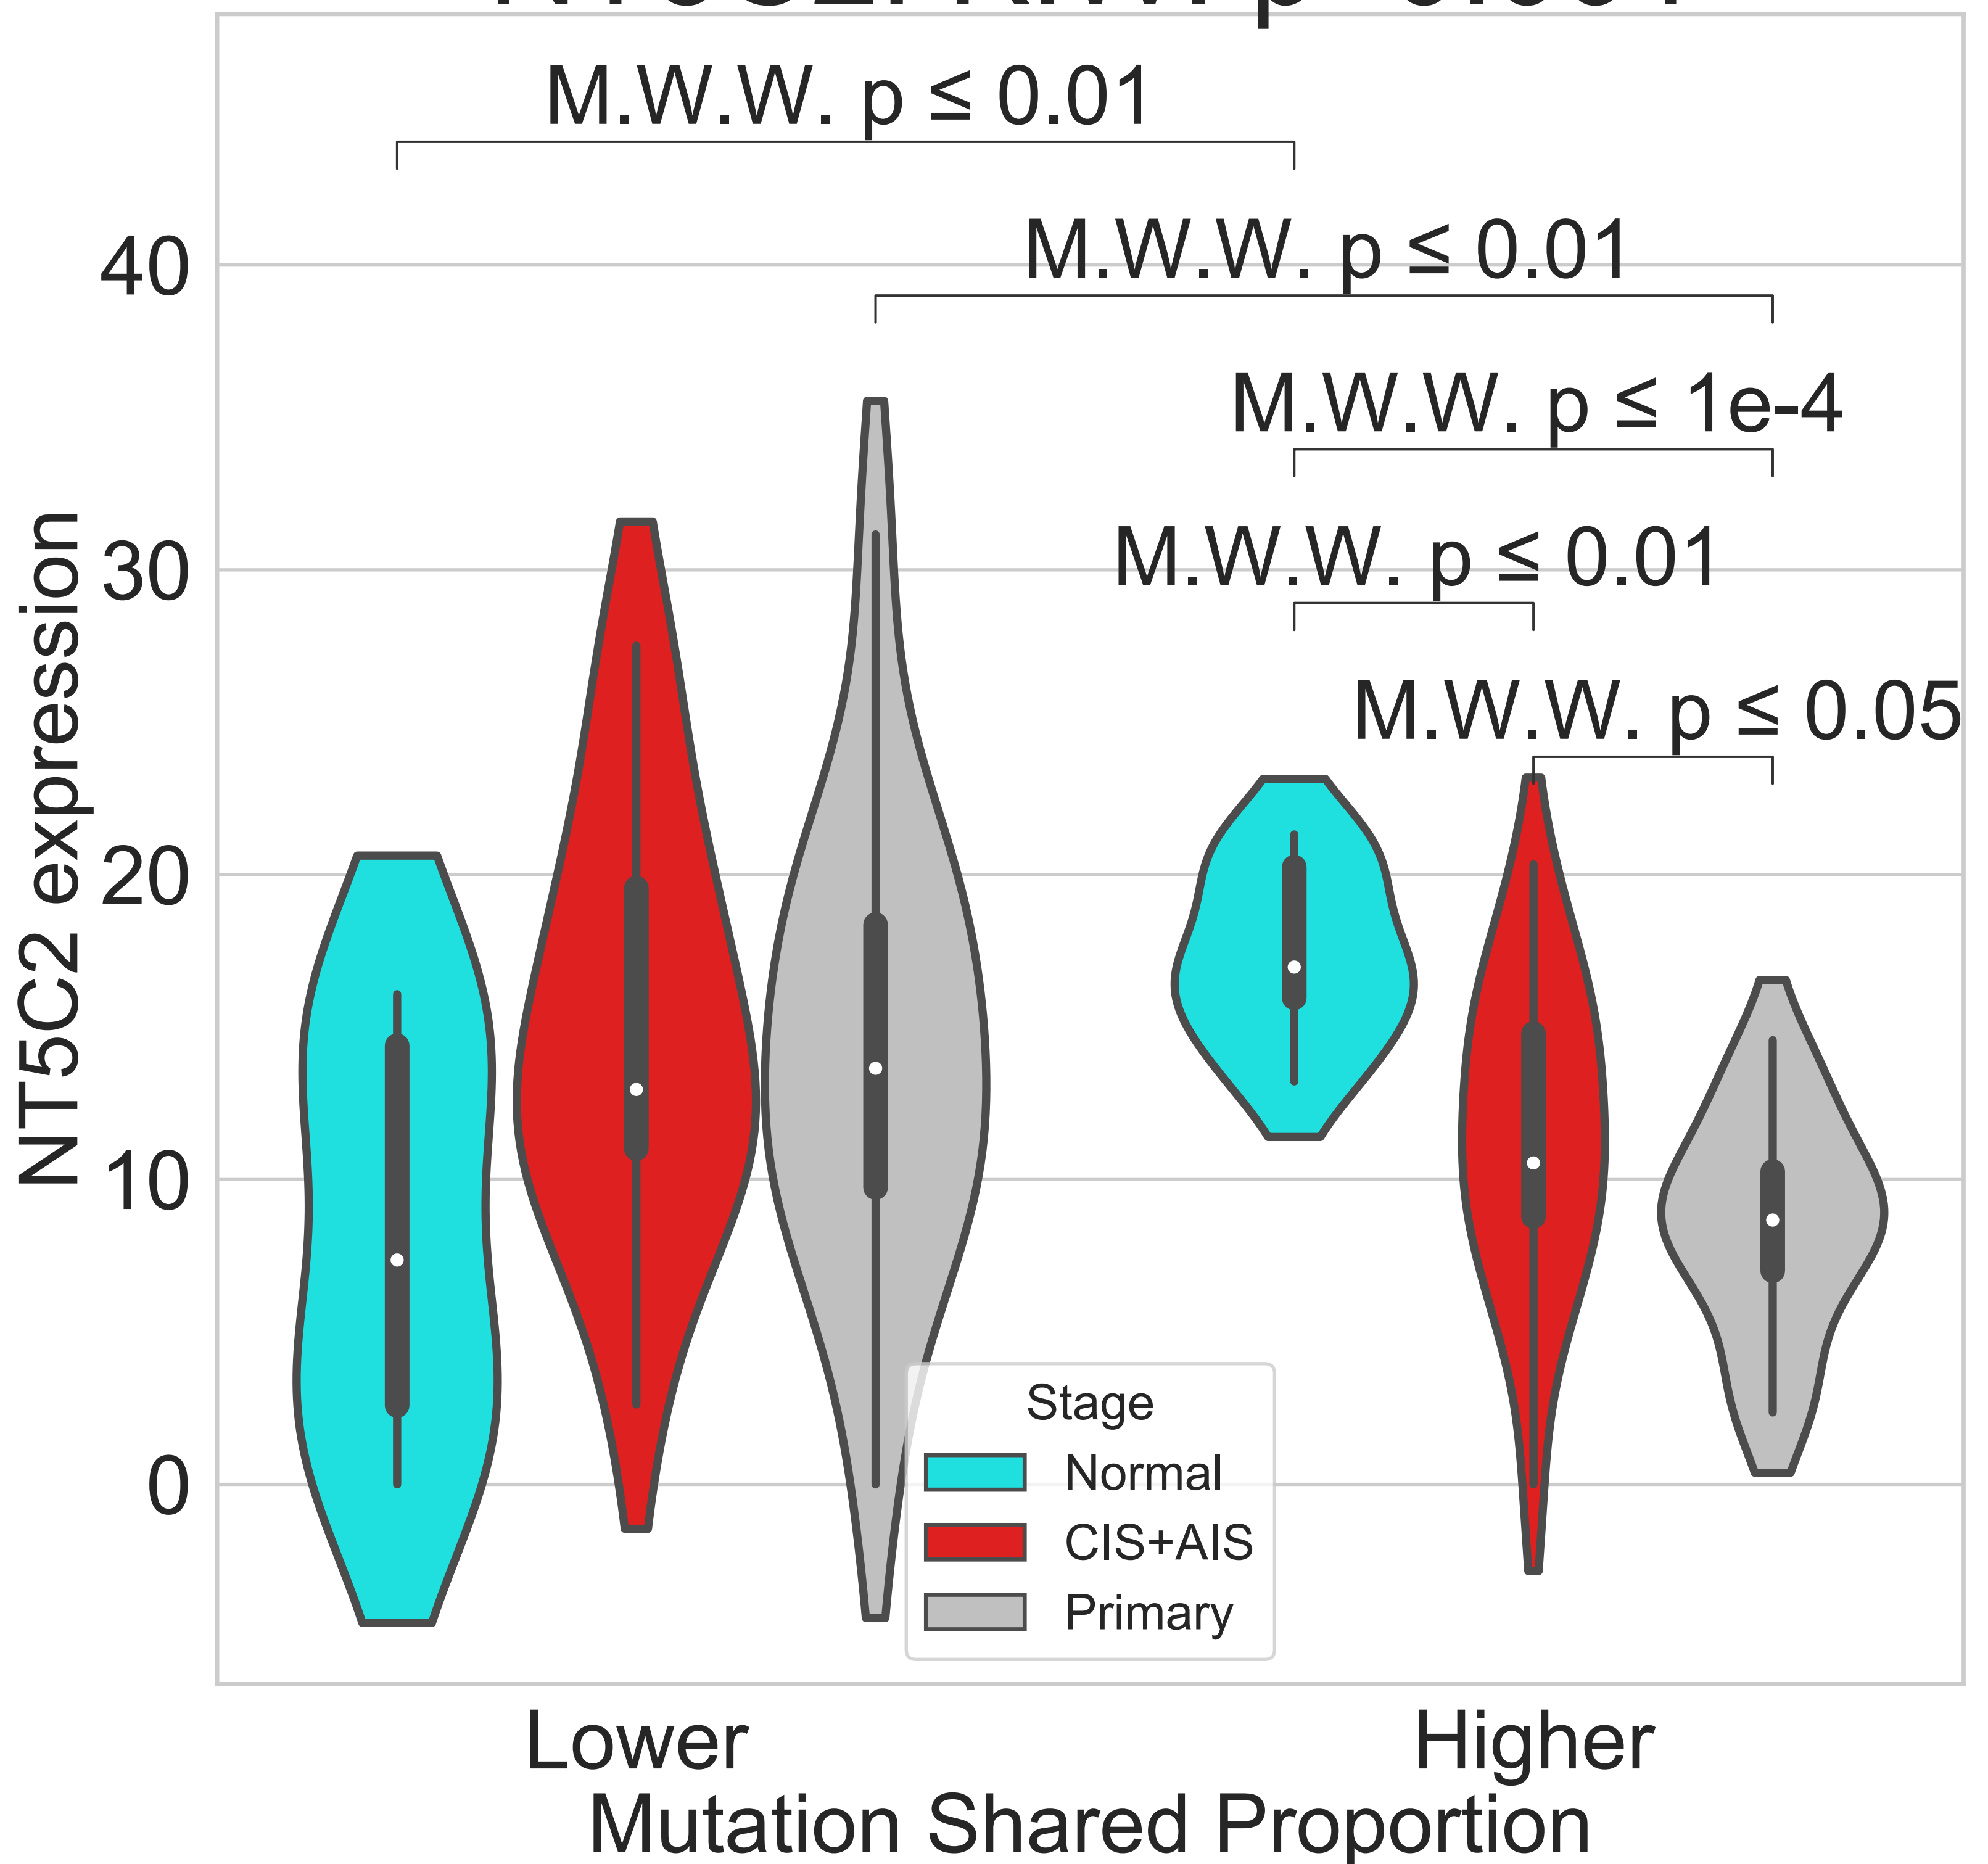 M.W.W. p ≤ 0.01
M.W.W. p ≤ 0.01
M.W.W. p ≤ 1e-4
M.W.W. p ≤ 0.01
M.W.W. p ≤ 0.05
40
30
20
10
0
NT5C2 expression
Stage
Normal
CIS+AIS
Primary
Lower
Higher
Mutation Shared Proportion